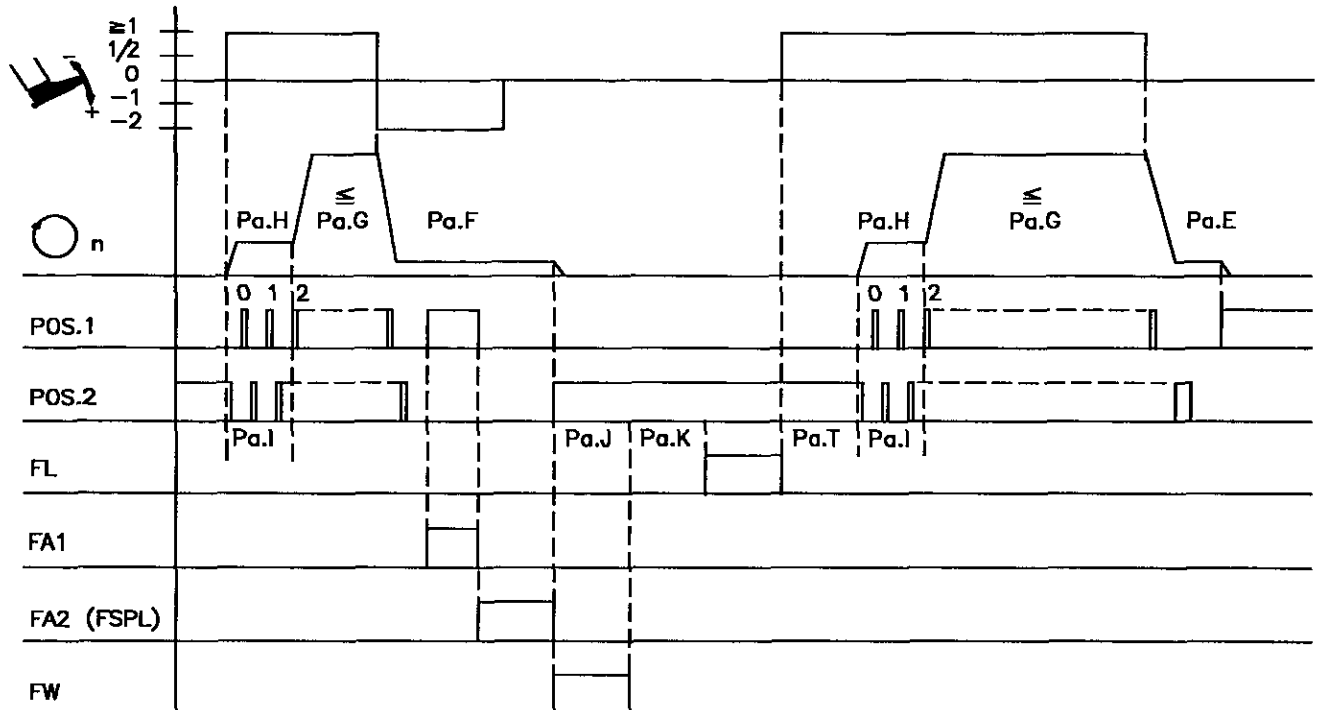 ≧1
1/2
0
-1
-2
-
+
≦
Pa.H Pa.G Pa.F
≦
Pa.H Pa.G Pa.E
n
0 1 2
0 1 2
POS.1
POS.2
Pa.I Pa.J Pa.K Pa.T Pa.I
FL
FA1
FA2 (FSPL)
FW